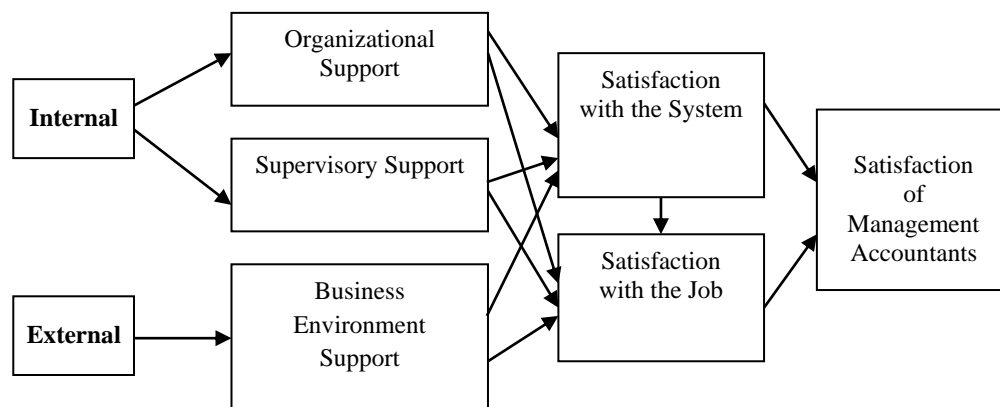 Internal
External
Organizational
Support
Supervisory Support
Business
Environment
Support
Satisfaction
with the System
Satisfaction
with the Job
Satisfaction
of
Management
Accountants